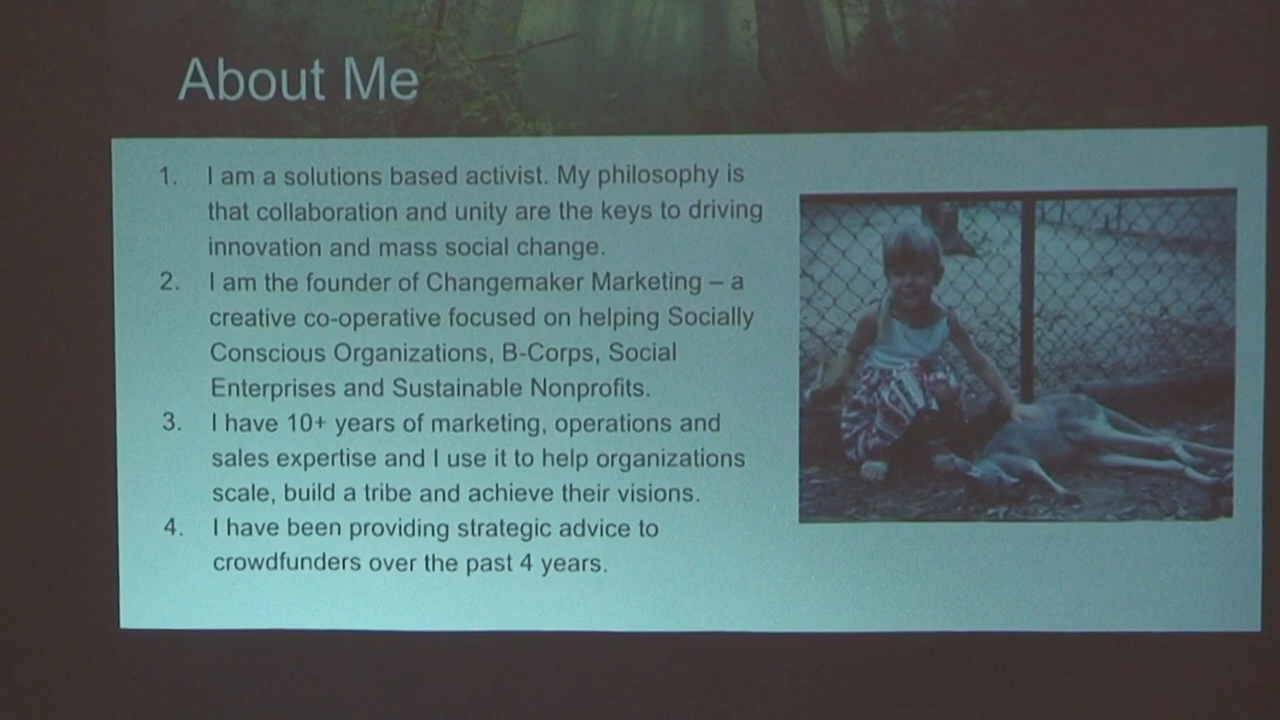 About Me
1. I am a solutions based activist. My philosophy is
that collaboration and unity are the keys to driving
innovation and mass social change.
2. I am the founder of Changemaker Marketing – a
creative co-operative focused on helping Socially
Conscious Organizations, B-Corps, Social
Enterprises and Sustainable Nonprofits.
3. I have 10+ years of marketing, operations and
sales expertise and I use it to help organizations
scale, build a tribe and achieve their visions.
4. I have been providing strategic advice to
crowdfunders over the past 4 years.